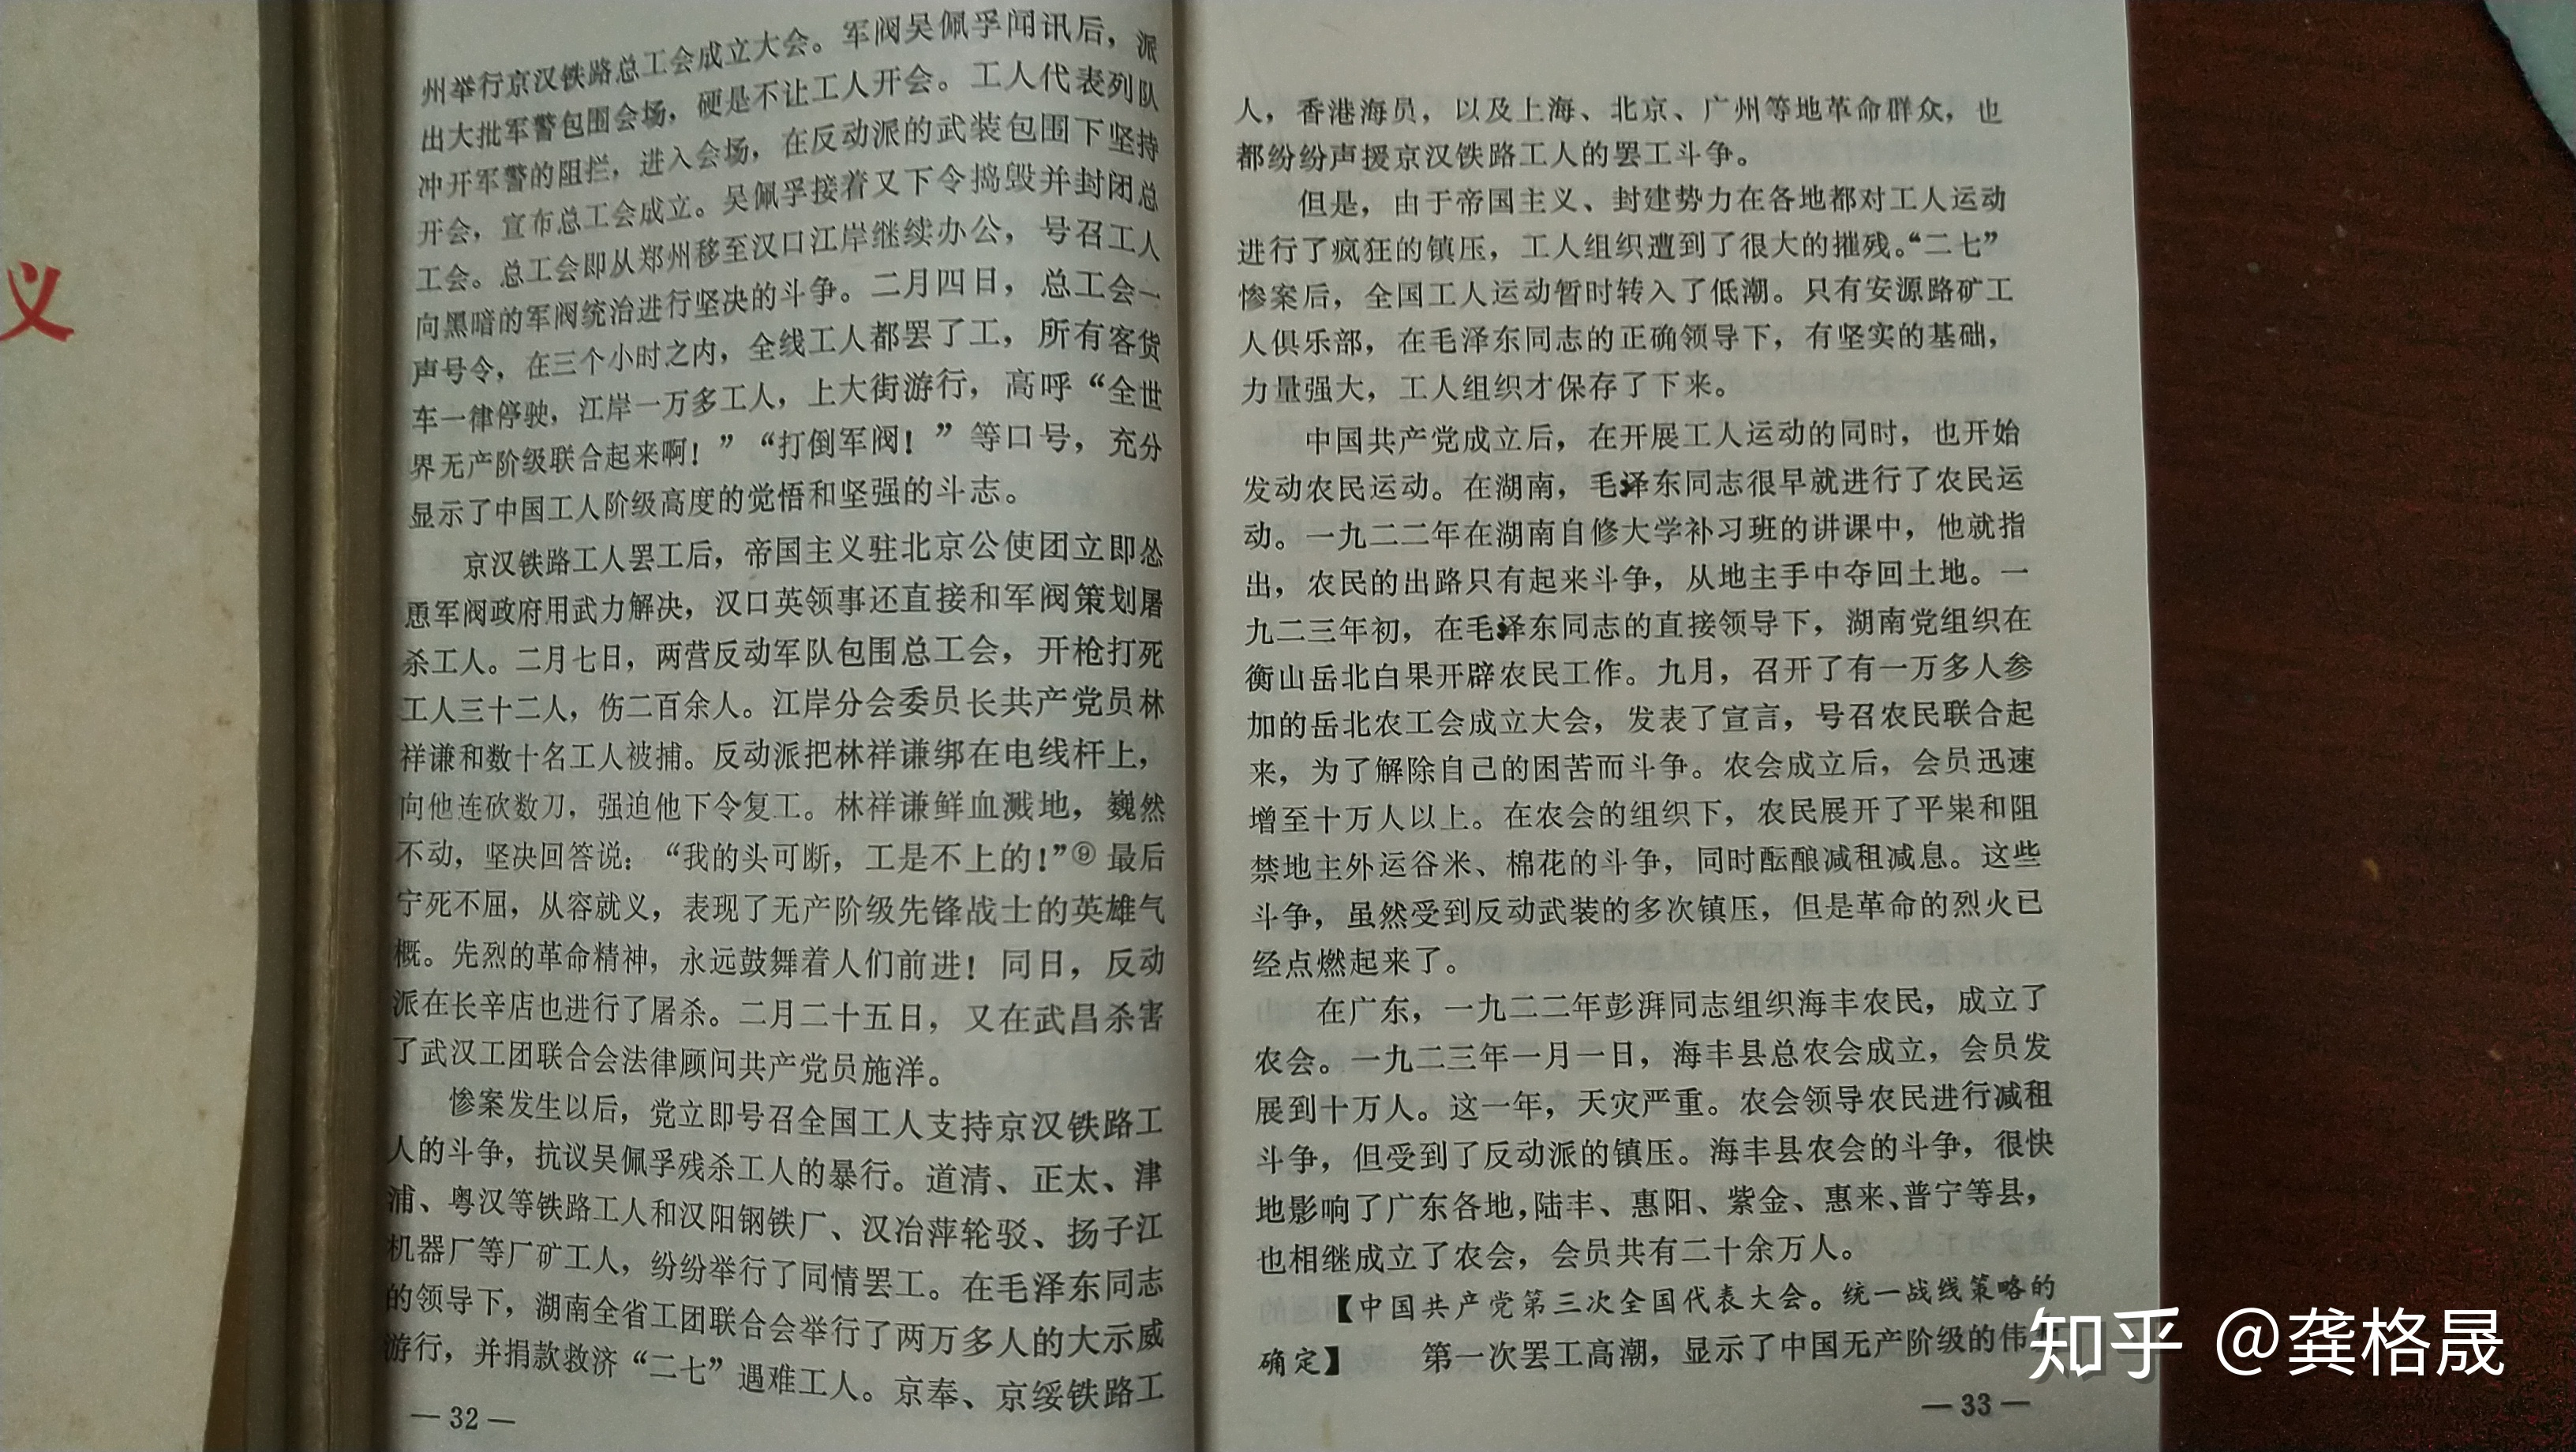 义
州举行京汉铁路总工会成立大会。军阀吴佩孚闻讯后，派
出大批军警包围会场，硬是不让工人开会。工人代表列队
冲开军警的阻拦，进入会场，在反动派的武装包围下坚持
开会，宣布总工会成立。吴佩孚接着又下令捣毁并封闭总
工会。总工会即从郑州移至汉口江岸继续办公，号召工人
向黑暗的军阀统治进行坚决的斗争。二月四日，总工会一
声号令，在三个小时之内，全线工人都罢了工，所有客货
车一律停驶，江岸一万多工人，上大街游行，高呼“全世
界无产阶级联合起来啊！”“打倒军阀！”等口号，充分
显示了中国工人阶级高度的觉悟和坚强的斗志。
京汉铁路工人罢工后，帝国主义驻北京公使团立即怂
恿军阀政府用武力解决，汉口英领事还直接和军阀策划屠
杀工人。二月七日，两营反动军队包围总工会，开枪打死
工人三十二人，伤二百余人。江岸分会委员长共产党员林
祥谦和数十名工人被捕。反动派把林祥谦绑在电线杆上，
向他连砍数刀，强迫他下令复工。林祥谦鲜血溅地，巍然
不动，坚决回答说：“我的头可断，工是不上的！”⑨最后
宁死不屈，从容就义，表现了无产阶级先锋战士的英雄气
概。先烈的革命精神，永远鼓舞着人们前进！同日，反动
派在长辛店也进行了屠杀。二月二十五日，又在武昌杀害
了武汉工团联合会法律顾问共产党员施洋。
惨案发生以后，党立即号召全国工人支持京汉铁路工
人的斗争，抗议吴佩孚残杀工人的暴行。道清、正太、津
浦、粤汉等铁路工人和汉阳钢铁厂、汉冶萍轮驳、扬子江
机器厂等厂矿工人，纷纷举行了同情罢工。在毛泽东同志
的领导下，湖南全省工团联合会举行了两万多人的大示威
游行，并捐款救济“二七”遇难工人。京奉、京绥铁路工
—32—
人，香港海员，以及上海、北京、广州等地革命群众，也
都纷纷声援京汉铁路工人的罢工斗争。
但是，由于帝国主义、封建势力在各地都对工人运动
进行了疯狂的镇压，工人组织遭到了很大的摧残。“二七”
惨案后，全国工人运动暂时转入了低潮。只有安源路矿工
人俱乐部，在毛泽东同志的正确领导下，有坚实的基础，
力量强大，工人组织才保存了下来。
中国共产党成立后，在开展工人运动的同时，也开始
发动农民运动。在湖南，毛泽东同志很早就进行了农民运
动。一九二二年在湖南自修大学补习班的讲课中，他就指
出，农民的出路只有起来斗争，从地主手中夺回土地。一
九二三年初，在毛泽东同志的直接领导下，湖南党组织在
衡山岳北白果开辟农民工作。九月，召开了有一万多人参
加的岳北农工会成立大会，发表了宣言，号召农民联合起
来，为了解除自己的困苦而斗争。农会成立后，会员迅速
增至十万人以上。在农会的组织下，农民展开了平粜和阻
禁地主外运谷米、棉花的斗争，同时酝酿减租减息。这些
斗争，虽然受到反动武装的多次镇压，但是革命的烈火已
经点燃起来了。
在广东，一九二二年彭湃同志组织海丰农民，成立了
农会。一九二三年一月一日，海丰县总农会成立，会员发
展到十万人。这一年，天灾严重。农会领导农民进行减租
斗争，但受到了反动派的镇压。海丰县农会的斗争，很快
地影响了广东各地，陆丰、惠阳、紫金、惠来、普宁等县，
也相继成立了农会，会员共有二十余万人。
【中国共产党第三次全国代表大会。统一战线策略的
确定】　第一次罢工高潮，显示了中国无产阶级的伟
—33—
知乎 @龚格晟